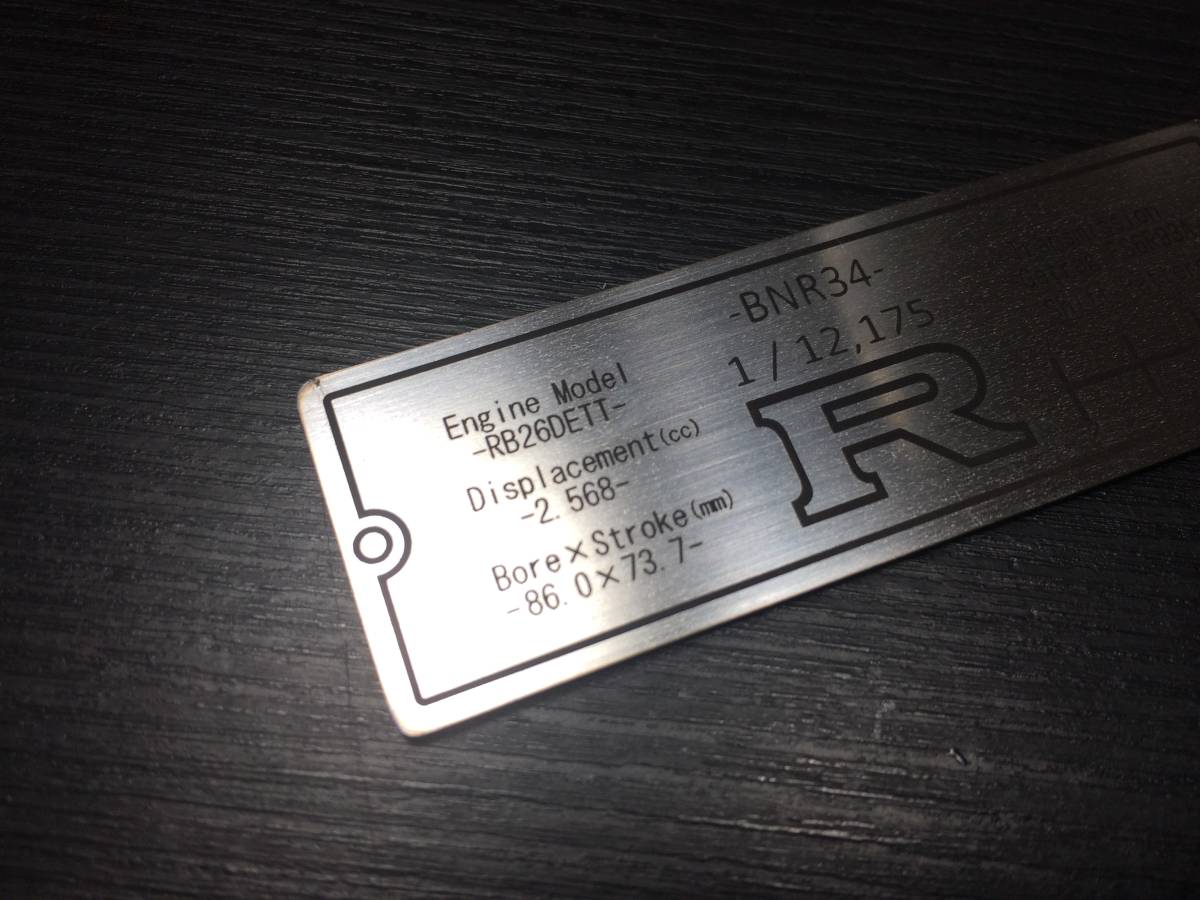 Engine Model
-RB26DETT-
Displacement(cc)
-2.568-
Bore×Stroke(mm)
-86.0×73.7-
-BNR34-
1 / 12,175
R